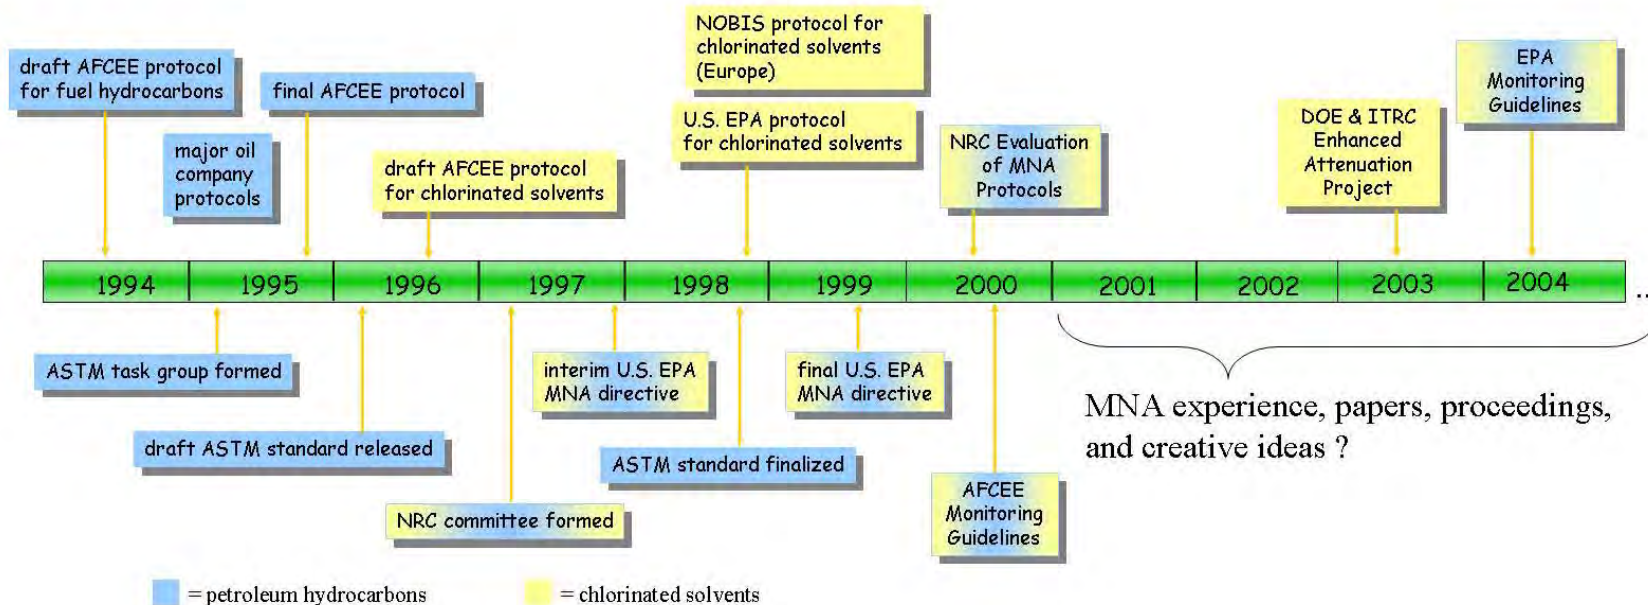 NOBIS protocol for
chlorinated solvents
(Europe)
draft AFCEE protocol
for fuel hydrocarbons
final AFCEE protocol
EPA
Monitoring
Guidelines
major oil
company
protocols
draft AFCEE protocol
for chlorinated solvents
U.S. EPA protocol
for chlorinated solvents
NRC Evaluation
of MNA
Protocols
DOE & ITRC
Enhanced
Attenuation
Project
1994 1995 1996 1997 1998 1999 2000 2001 2002 2003 2004 ...
ASTM task group formed
interim U.S. EPA
MNA directive
final U.S. EPA
MNA directive
draft ASTM standard released
ASTM standard finalized
NRC committee formed
AFCEE
Monitoring
Guidelines
MNA experience, papers, proceedings,
and creative ideas ?
= petroleum hydrocarbons
= chlorinated solvents